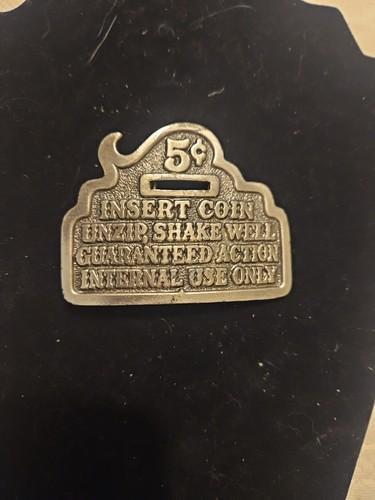 5¢
INSERT COIN
UNZIP, SHAKE WELL
GUARANTEED ACTION
INTERNAL USE ONLY